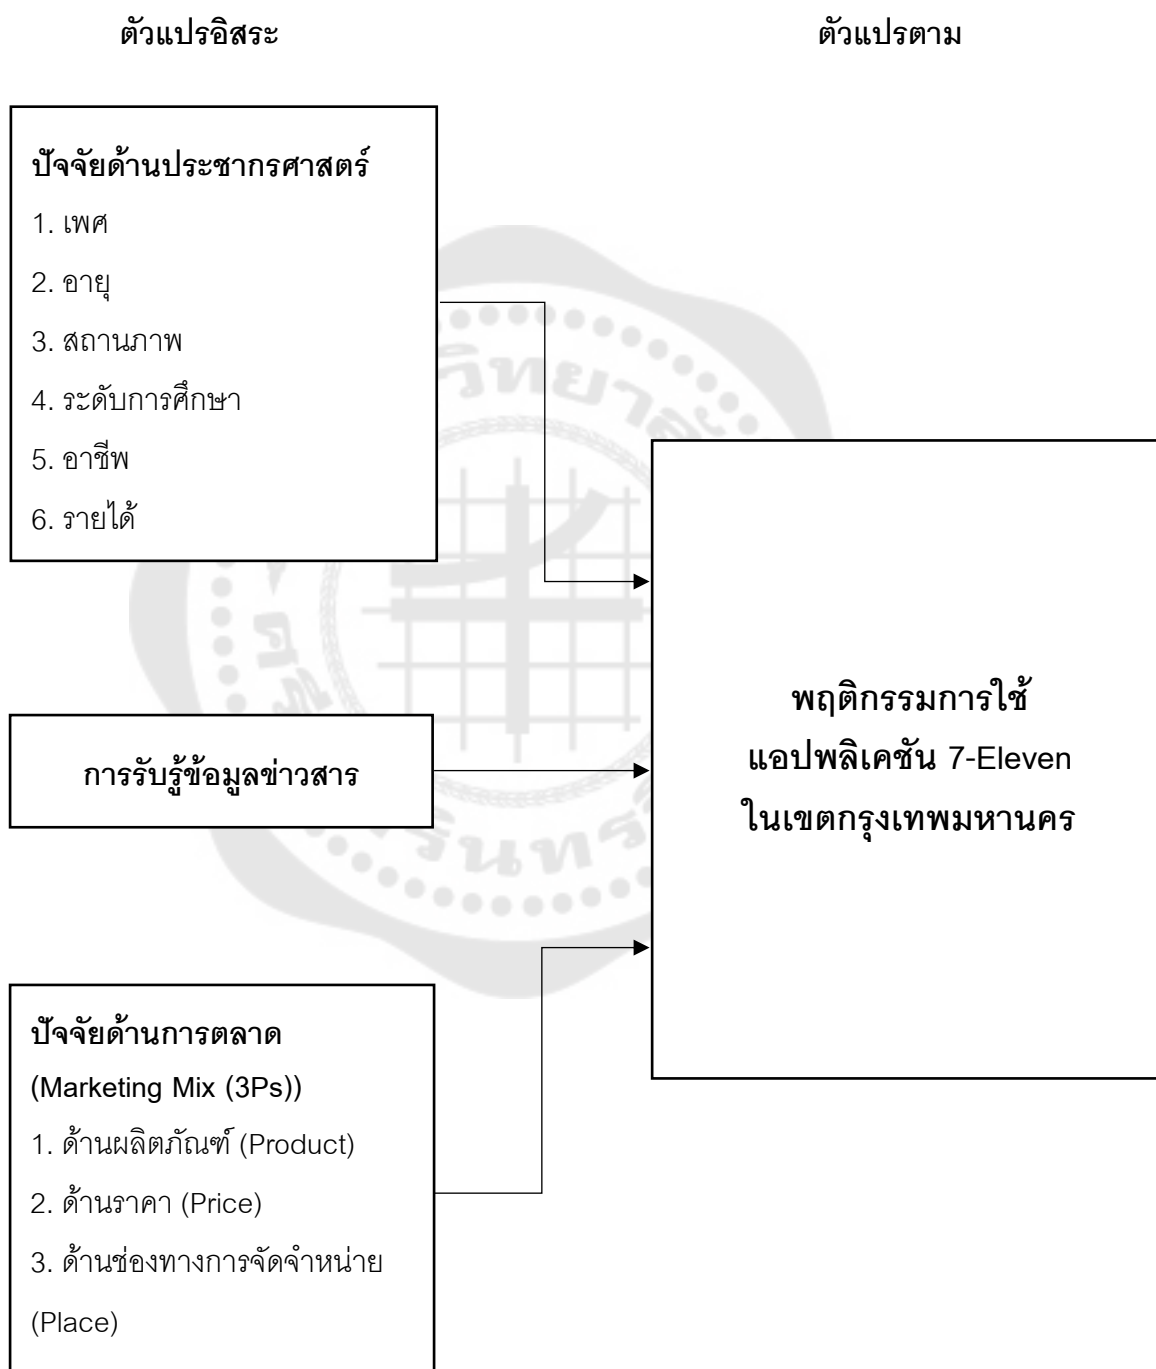 ตัวแปรอิสระ
ตัวแปรตาม
ปัจจัยด้านประชากรศาสตร์
1. เพศ
2. อายุ
3. สถานภาพ
4. ระดับการศึกษา
5. อาชีพ
6. รายได้
การรับรู้ข้อมูลข่าวสาร
ปัจจัยด้านการตลาด
(Marketing Mix (3Ps))
1. ด้านผลิตภัณฑ์ (Product)
2. ด้านราคา (Price)
3. ด้านช่องทางการจัดจำหน่าย
(Place)
พฤติกรรมการใช้
แอปพลิเคชัน 7-Eleven
ในเขตกรุงเทพมหานคร